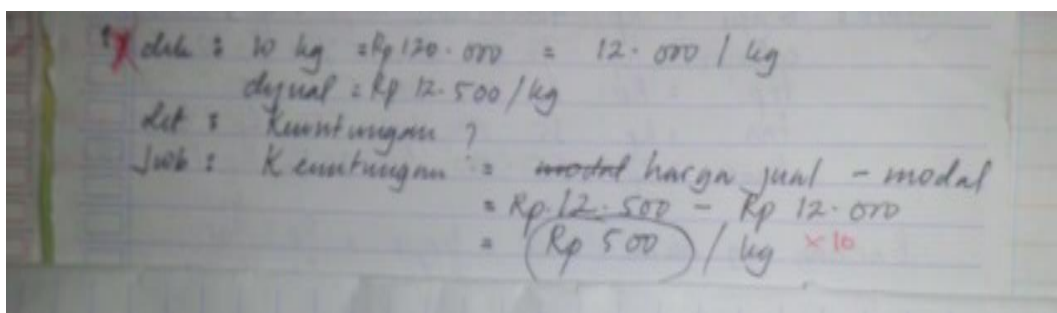 1 dik : 10 kg = Rp 120.000 = 12.000 / kg
dijual = Rp 12.500 / kg
dit : Keuntungan ?
Jwb : Keuntungan = modal harga jual - modal
= Rp. 12.500 - Rp 12.000
= Rp 500 / kg × 10